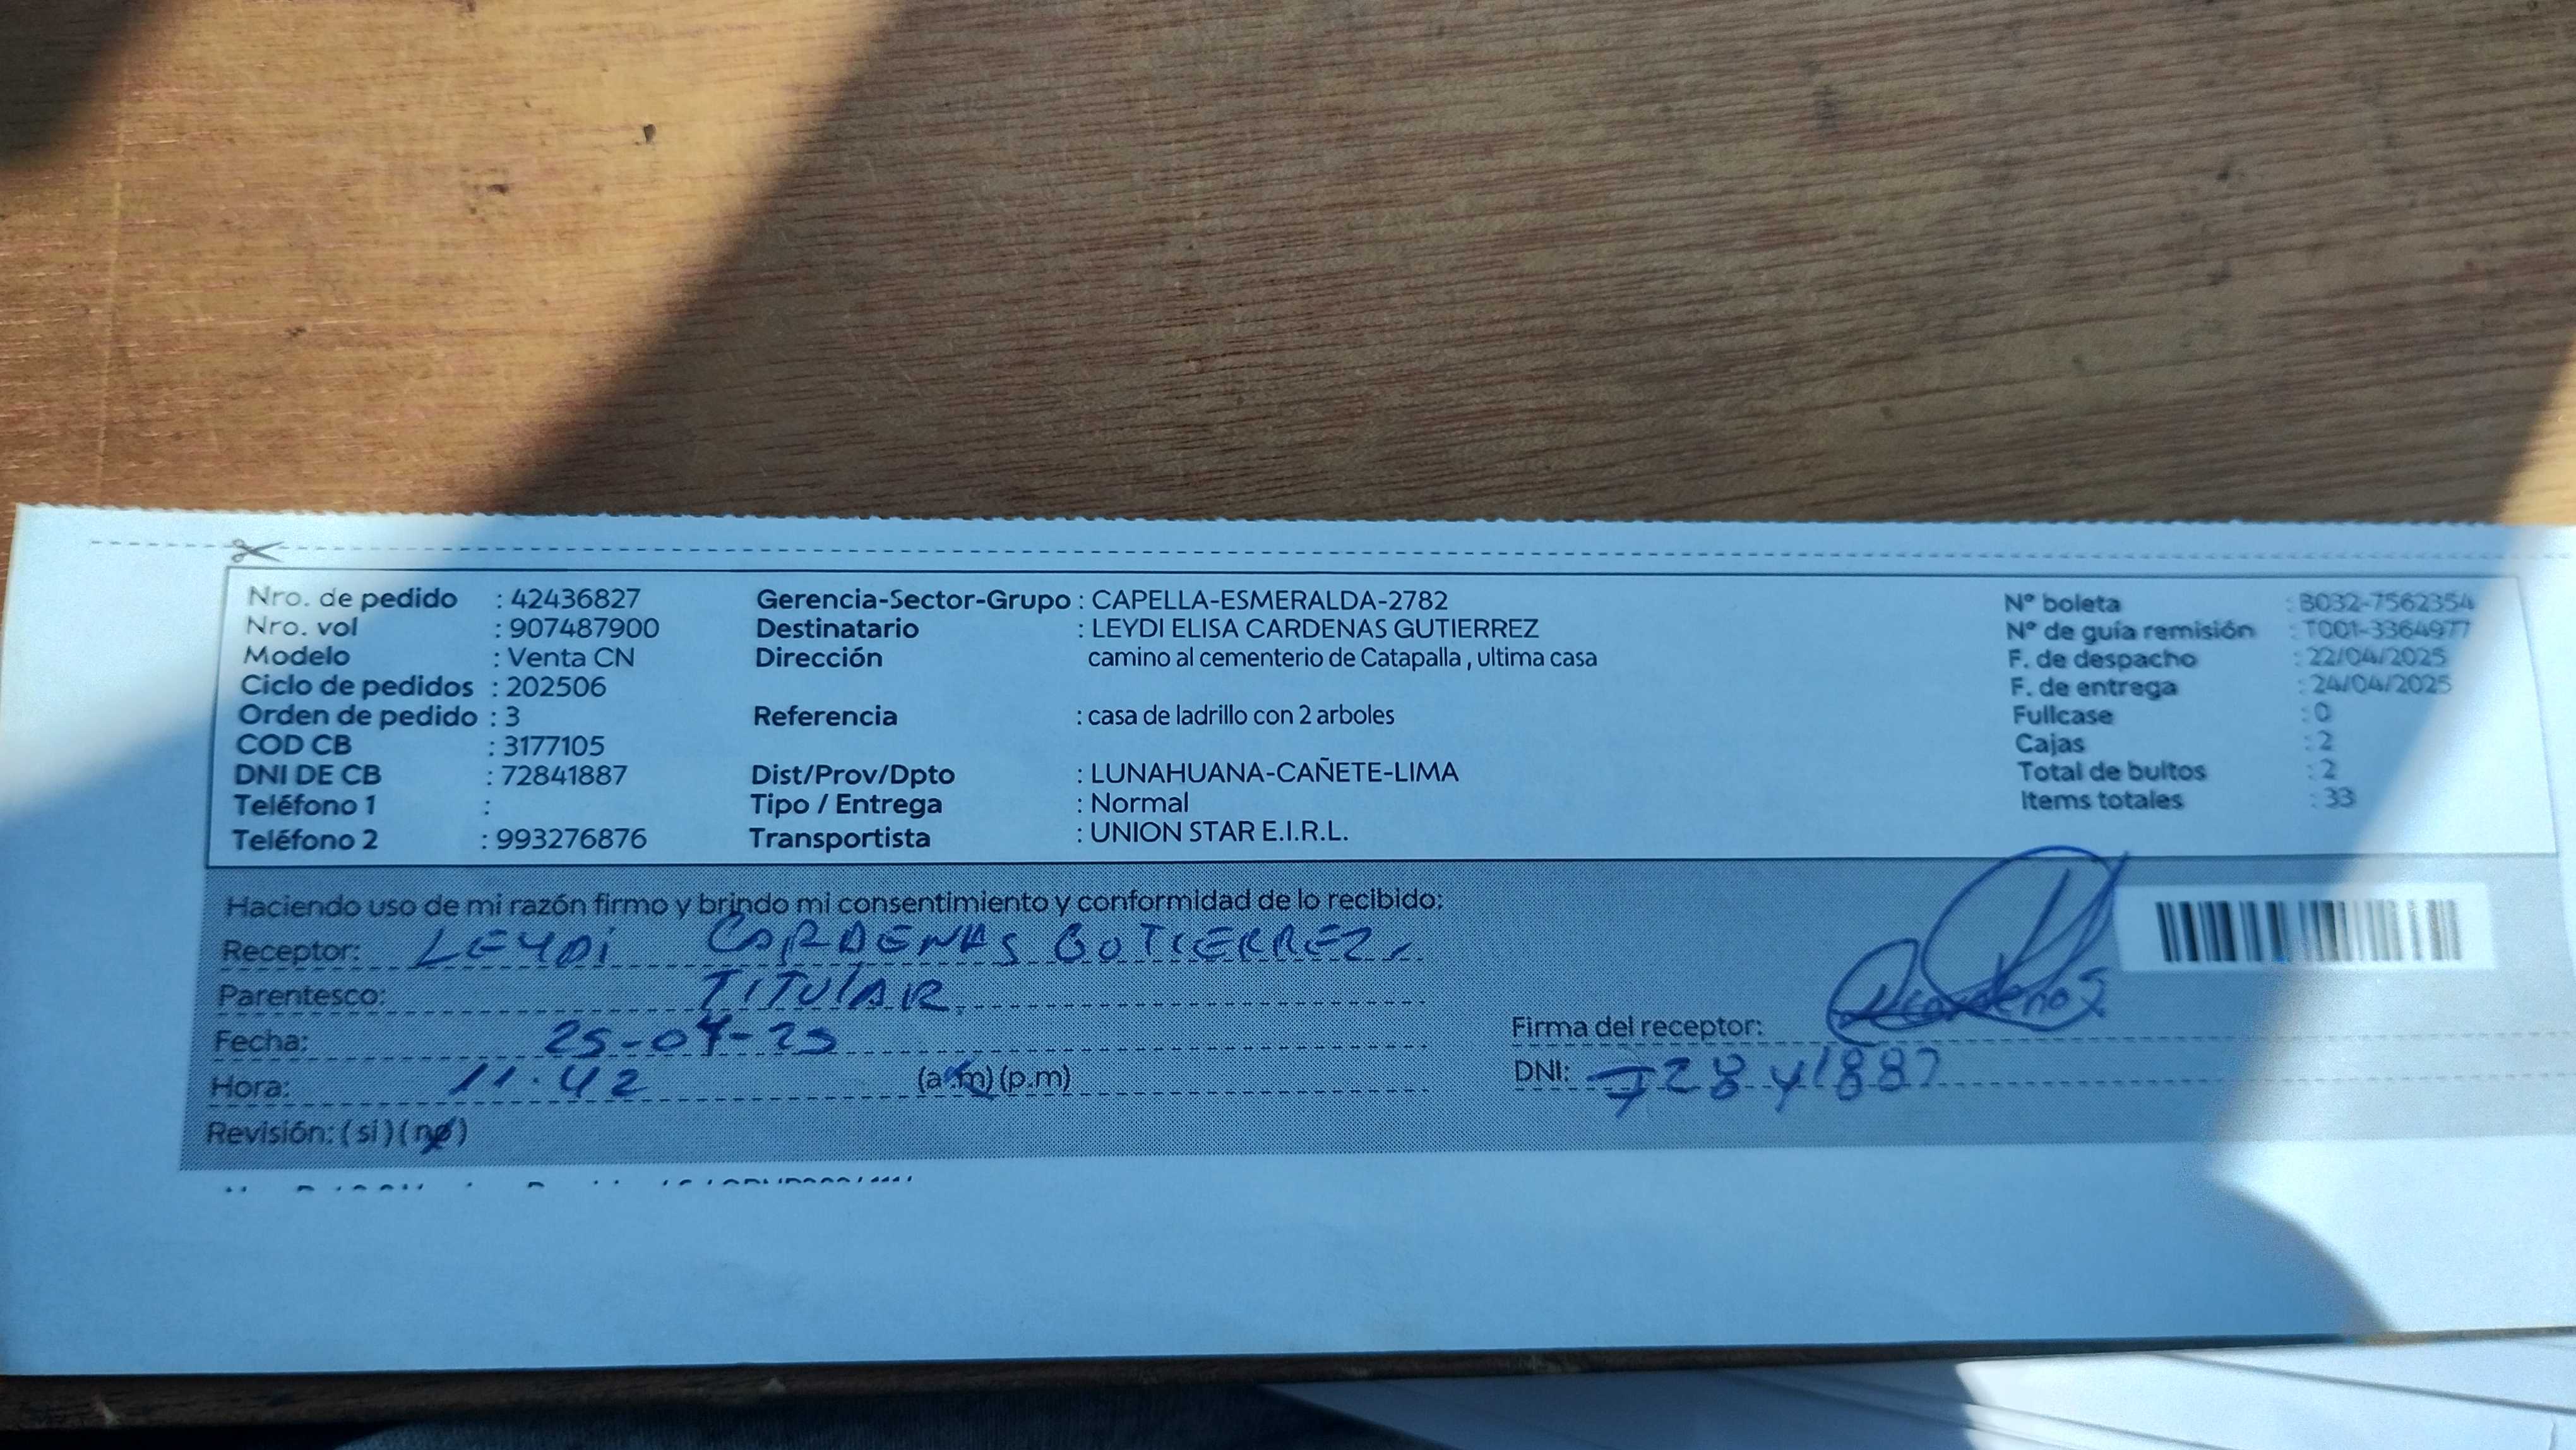 Nro. de pedido : 42436827 Gerencia-Sector-Grupo : CAPELLA-ESMERALDA-2782 Nº boleta : B032-7562354
Nro. vol : 907487900 Destinatario : LEYDI ELISA CARDENAS GUTIERREZ Nº de guía remisión : T001-3364977
Modelo : Venta CN Dirección camino al cementerio de Catapalla , ultima casa F. de despacho : 22/04/2025
Ciclo de pedidos : 202506 F. de entrega : 24/04/2025
Orden de pedido : 3 Referencia : casa de ladrillo con 2 arboles Fullcase : 0
COD CB : 3177105 Cajas : 2
DNI DE CB : 72841887 Dist/Prov/Dpto : LUNAHUANA-CAÑETE-LIMA Total de bultos : 2
Teléfono 1 : Tipo / Entrega : Normal Items totales : 33
Teléfono 2 : 993276876 Transportista : UNION STAR E.I.R.L.
Haciendo uso de mi razón firmo y brindo mi consentimiento y conformidad de lo recibido:
Receptor: LEYDI CARDENAS GUTIERREZ
Parentesco: TITULAR
Fecha: 25-04-25 Firma del receptor:
Hora: 11.42 (a.m) (p.m) DNI: 72841887
Revisión: ( si ) ( no )